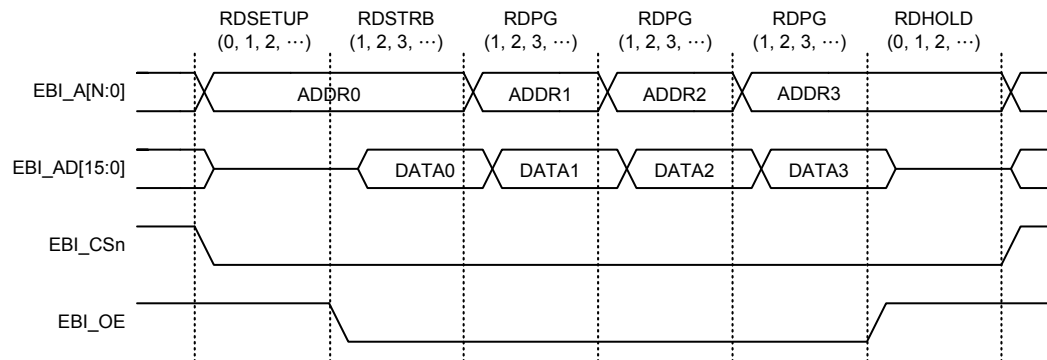 RDSETUP RDSTRB RDPG RDPG RDPG RDHOLD
(0, 1, 2, ···) (1, 2, 3, ···) (1, 2, 3, ···) (1, 2, 3, ···) (1, 2, 3, ···) (0, 1, 2, ···)
EBI_A[N:0] ADDR0 ADDR1 ADDR2 ADDR3
EBI_AD[15:0] DATA0 DATA1 DATA2 DATA3
EBI_CSn
EBI_OE